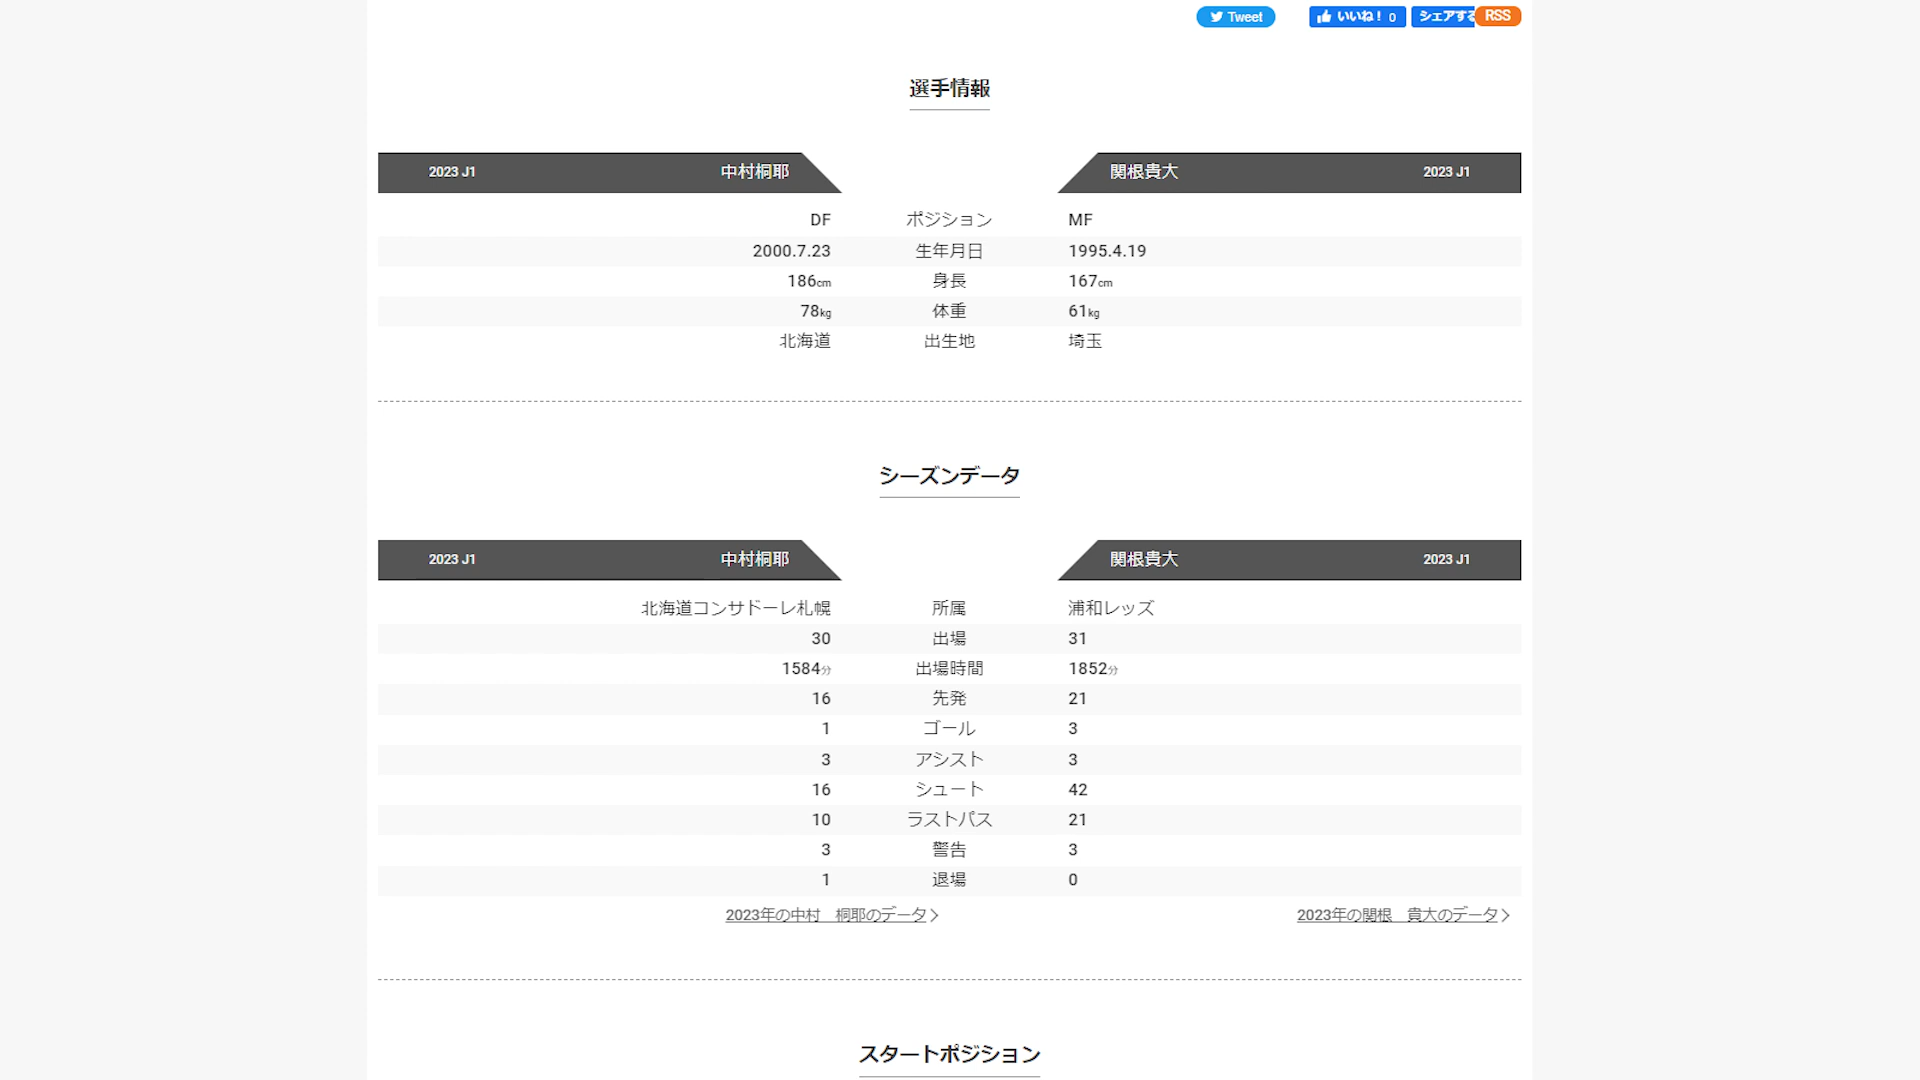 Tweet いいね！ 0 シェアする RSS
選手情報
2023 J1 中村桐耶 関根貴大 2023 J1
DF ポジション MF
2000.7.23 生年月日 1995.4.19
186cm 身長 167cm
78kg 体重 61kg
北海道 出生地 埼玉
シーズンデータ
2023 J1 中村桐耶 関根貴大 2023 J1
北海道コンサドーレ札幌 所属 浦和レッズ
30 出場 31
1584分 出場時間 1852分
16 先発 21
1 ゴール 3
3 アシスト 3
16 シュート 42
10 ラストパス 21
3 警告 3
1 退場 0
2023年の中村　桐耶のデータ 2023年の関根　貴大のデータ
スタートポジション